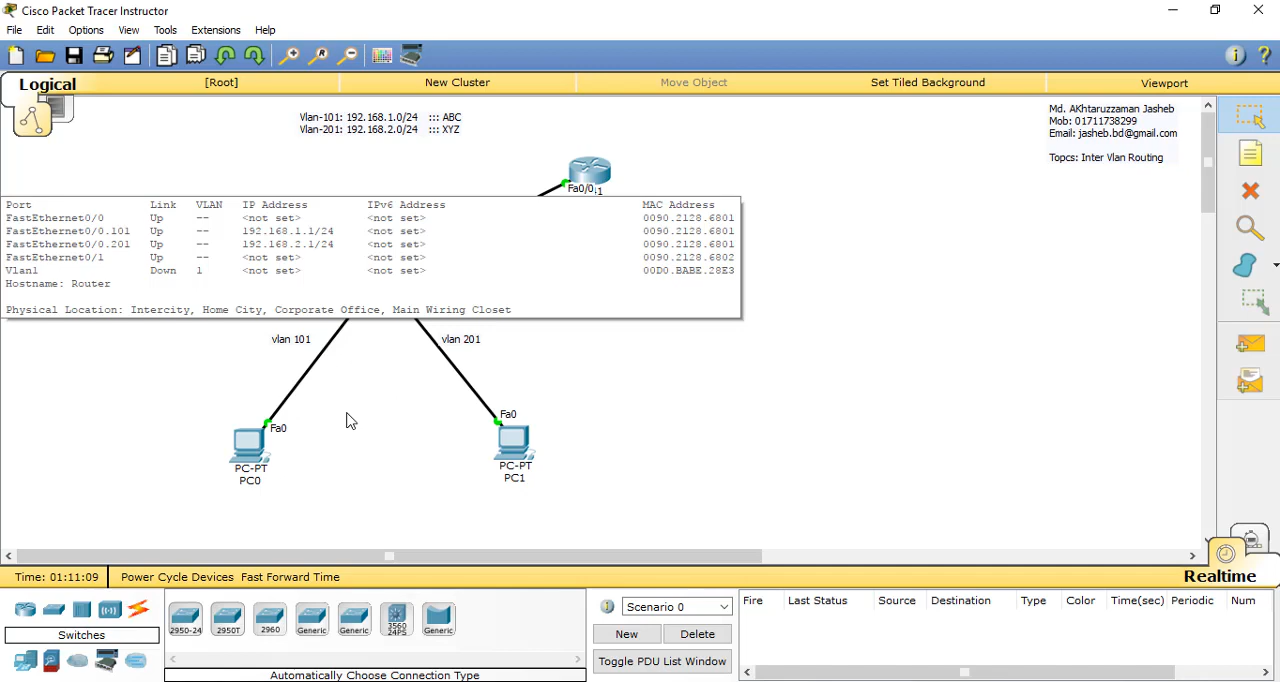 Cisco Packet Tracer Instructor
File Edit Options View Tools Extensions Help
Logical [Root] New Cluster Move Object Set Tiled Background Viewport
Vlan-101: 192.168.1.0/24 ::: ABC
Vlan-201: 192.168.2.0/24 ::: XYZ
Md. AKhtaruzzaman Jasheb
Mob: 01711738299
Email: jasheb.bd@gmail.com
Topcs: Inter Vlan Routing
Fa0/0
Port Link VLAN IP Address IPv6 Address MAC Address
FastEthernet0/0 Up -- <not set> <not set> 0090.2128.6801
FastEthernet0/0.101 Up -- 192.168.1.1/24 <not set> 0090.2128.6801
FastEthernet0/0.201 Up -- 192.168.2.1/24 <not set> 0090.2128.6801
FastEthernet0/1 Up -- <not set> <not set> 0090.2128.6802
Vlan1 Down 1 <not set> <not set> 00D0.BABE.28E3
Hostname: Router
Physical Location: Intercity, Home City, Corporate Office, Main Wiring Closet
vlan 101 vlan 201
Fa0 Fa0
PC-PT PC-PT
PC0 PC1
Time: 01:11:09 Power Cycle Devices Fast Forward Time Realtime
Switches
2950-24 2950T 2960 Generic Generic 3560 24PS Generic
Automatically Choose Connection Type
Scenario 0
New Delete
Toggle PDU List Window
Fire Last Status Source Destination Type Color Time(sec) Periodic Num